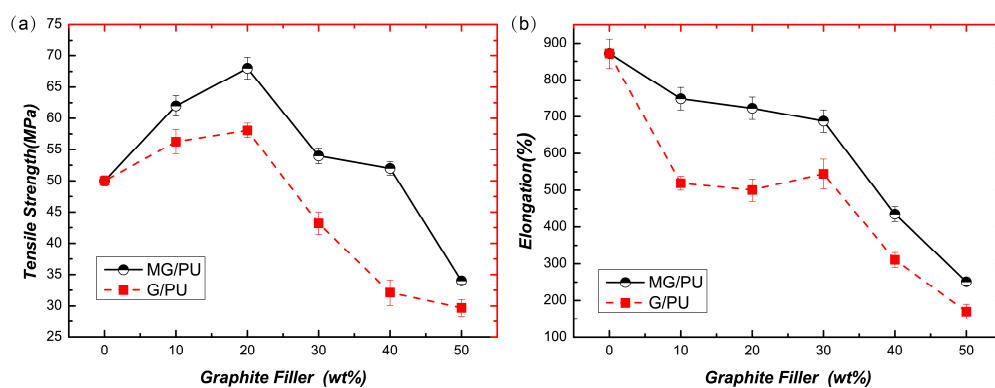 (a)
75
70
65
60
55
50
45
40
35
30
25
Tensile Strength(MPa)
MG/PU
G/PU
0 10 20 30 40 50
Graphite Filler (wt%)
(b)
900
800
700
600
500
400
300
200
100
Elongation(%)
MG/PU
G/PU
0 10 20 30 40 50
Graphite Filler (wt%)